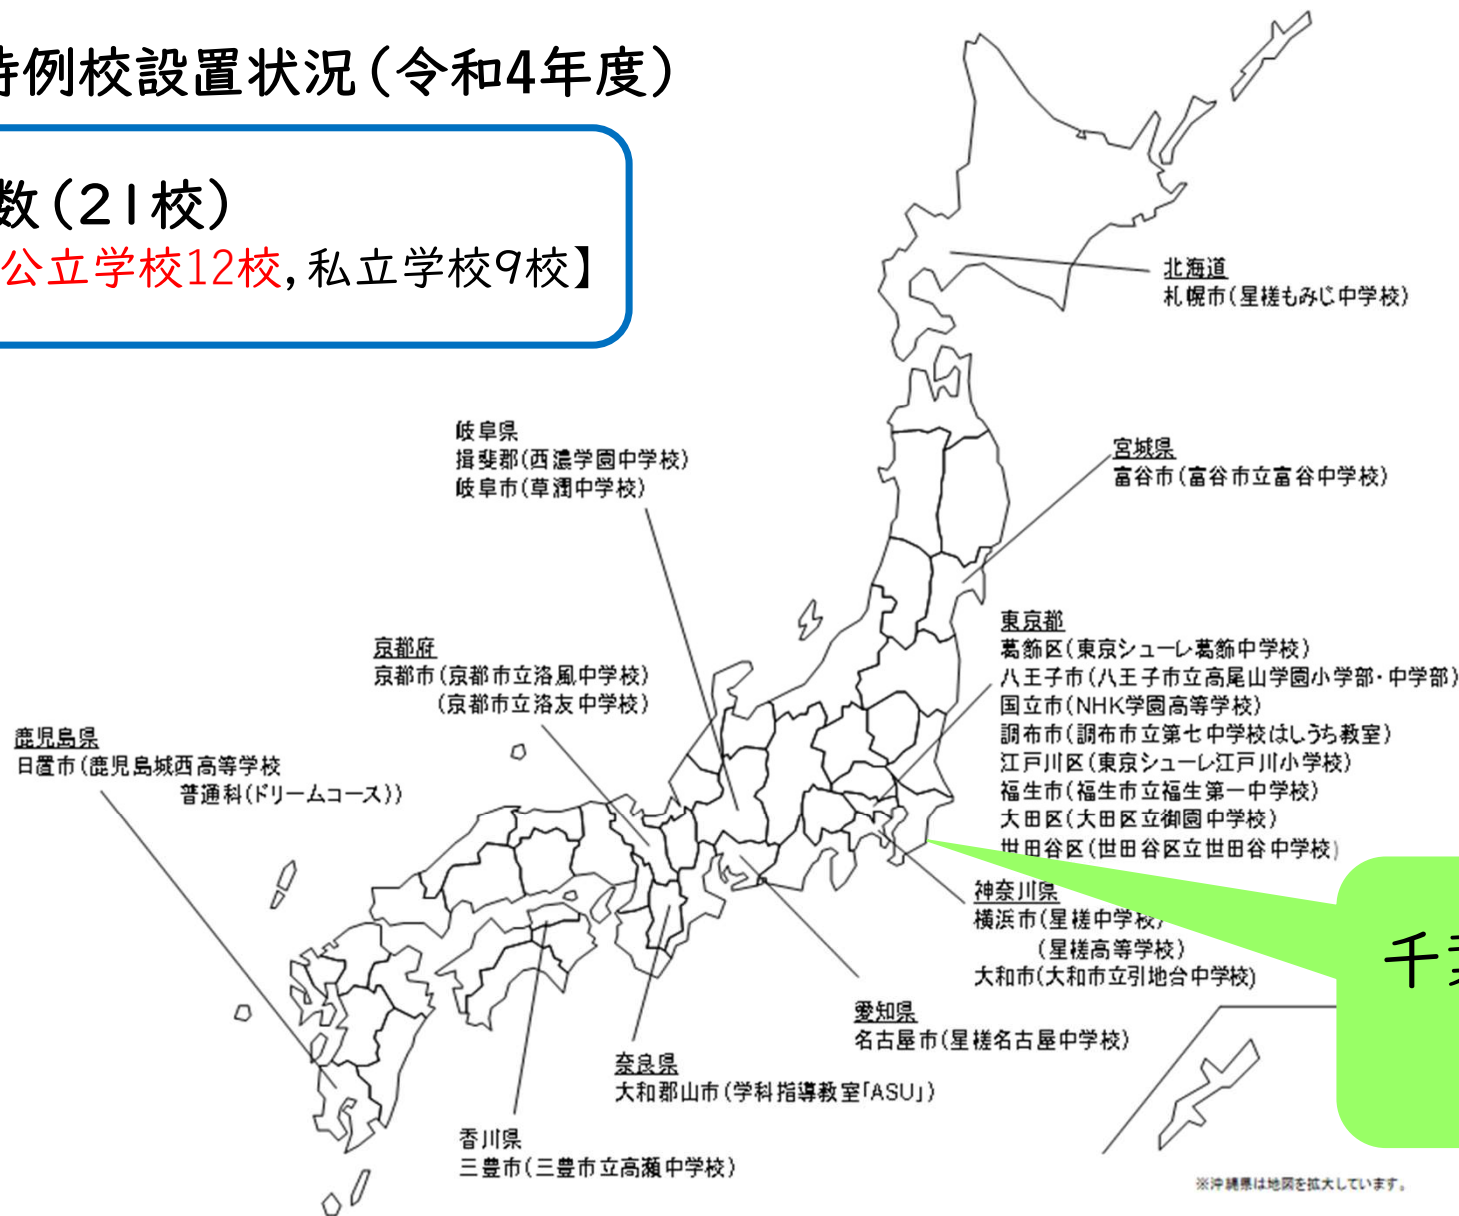 特例校設置状況(令和4年度)
数(21校)
公立学校12校,私立学校9校】
北海道
札幌市(星槎もみじ中学校)
岐阜県
揖斐郡(西濃学園中学校)
岐阜市(草潤中学校)
宮城県
富谷市(富谷市立富谷中学校)
東京都
葛飾区(東京シューレ葛飾中学校)
八王子市(八王子市立高尾山学園小学部・中学部)
国立市(NHK学園高等学校)
調布市(調布市立第七中学校はしうち教室)
江戸川区(東京シューレ江戸川小学校)
福生市(福生市立福生第一中学校)
大田区(大田区立御園中学校)
世田谷区(世田谷区立世田谷中学校)
京都府
京都市(京都市立洛風中学校)
(京都市立洛友中学校)
鹿児島県
日置市(鹿児島城西高等学校
普通科(ドリームコース))
神奈川県
横浜市(星槎中学校)
(星槎高等学校)
大和市(大和市立引地台中学校)
千葉
愛知県
名古屋市(星槎名古屋中学校)
奈良県
大和郡山市(学科指導教室「ASU」)
香川県
三豊市(三豊市立高瀬中学校)
※沖縄県は地図を拡大しています。